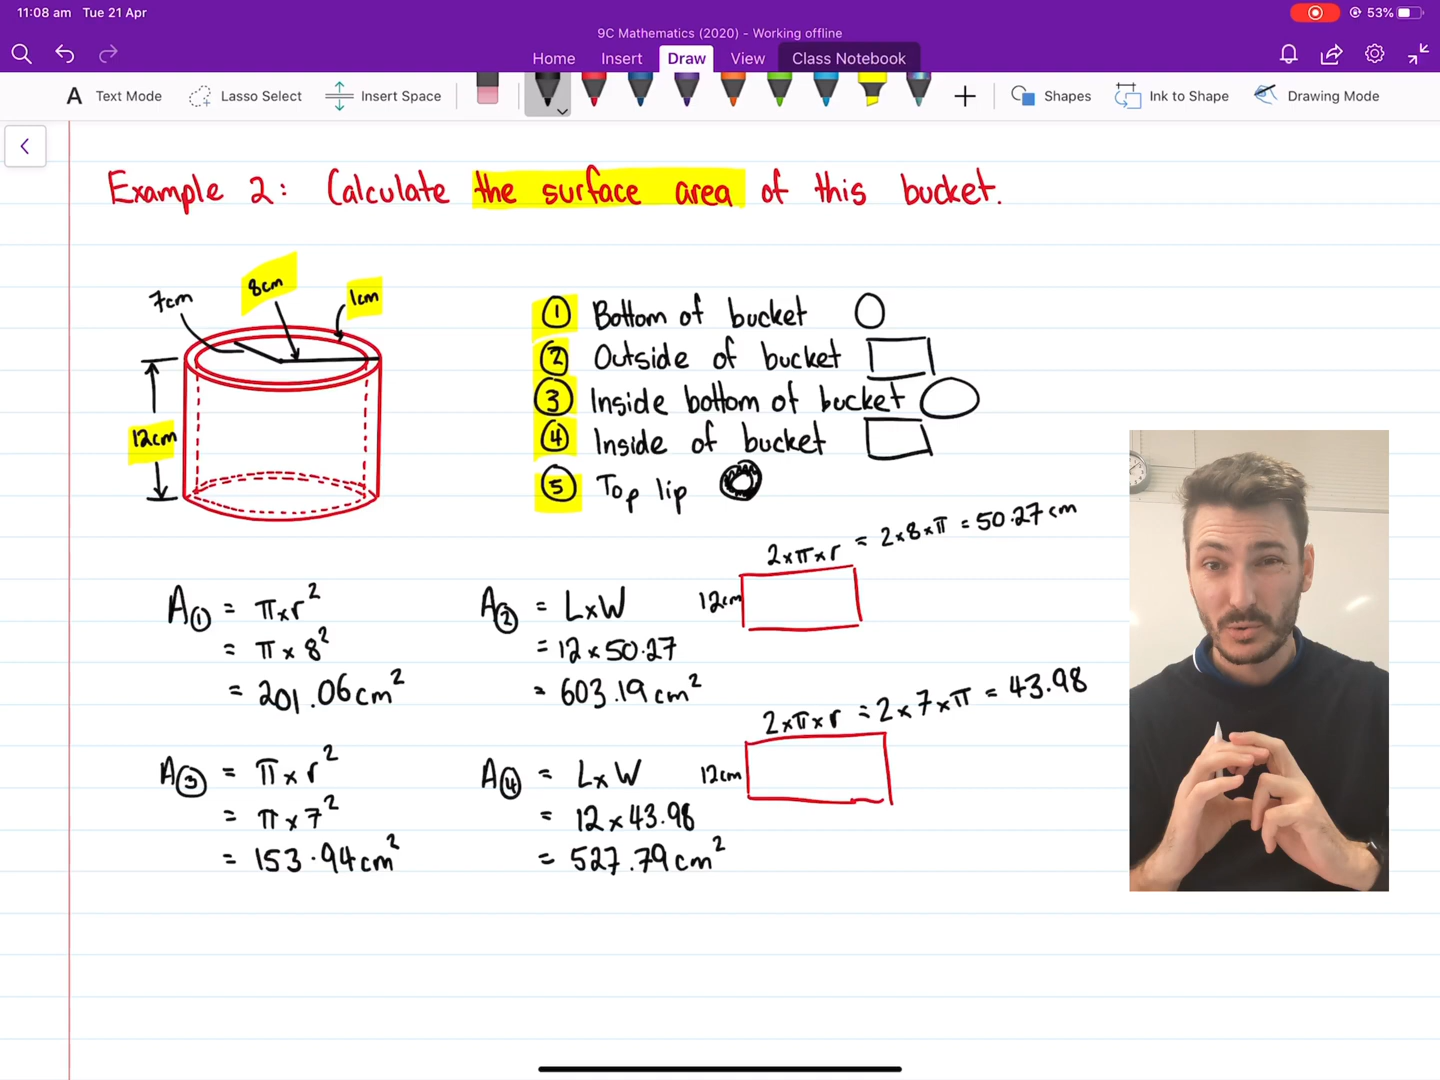 11:08 am Tue 21 Apr
53%
9C Mathematics (2020) - Working offline
Home Insert Draw View Class Notebook
Text Mode Lasso Select Insert Space Shapes Ink to Shape Drawing Mode
Example 2: Calculate the surface area of this bucket.
7cm 8cm 1cm
12cm
① Bottom of bucket
② Outside of bucket
③ Inside bottom of bucket
④ Inside of bucket
⑤ Top lip
A① = π×r²
= π × 8²
= 201.06cm²
A② = L×W
= 12 × 50.27
= 603.19 cm²
2×π×r = 2×8×π = 50.27 cm
12cm
A③ = π×r²
= π × 7²
= 153.94cm²
A④ = L×W
= 12 × 43.98
= 527.79cm²
2×π×r = 2×7×π = 43.98
12cm